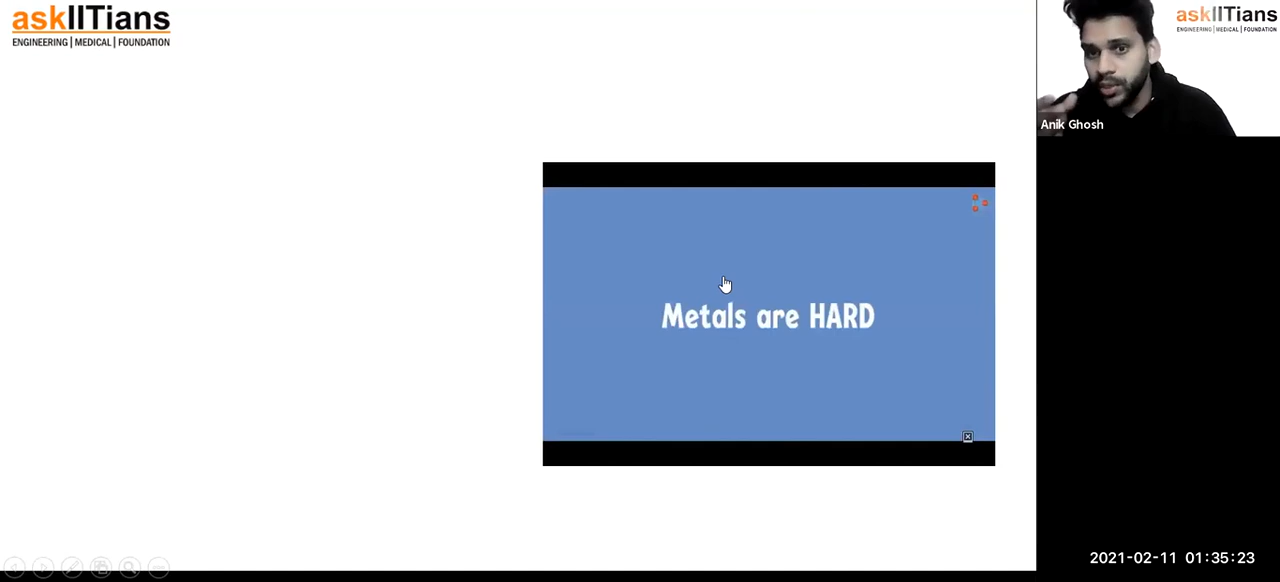 askIITians
ENGINEERING | MEDICAL | FOUNDATION
askIITians
ENGINEERING | MEDICAL | FOUNDATION
Anik Ghosh
Metals are HARD
2021-02-11 01:35:23